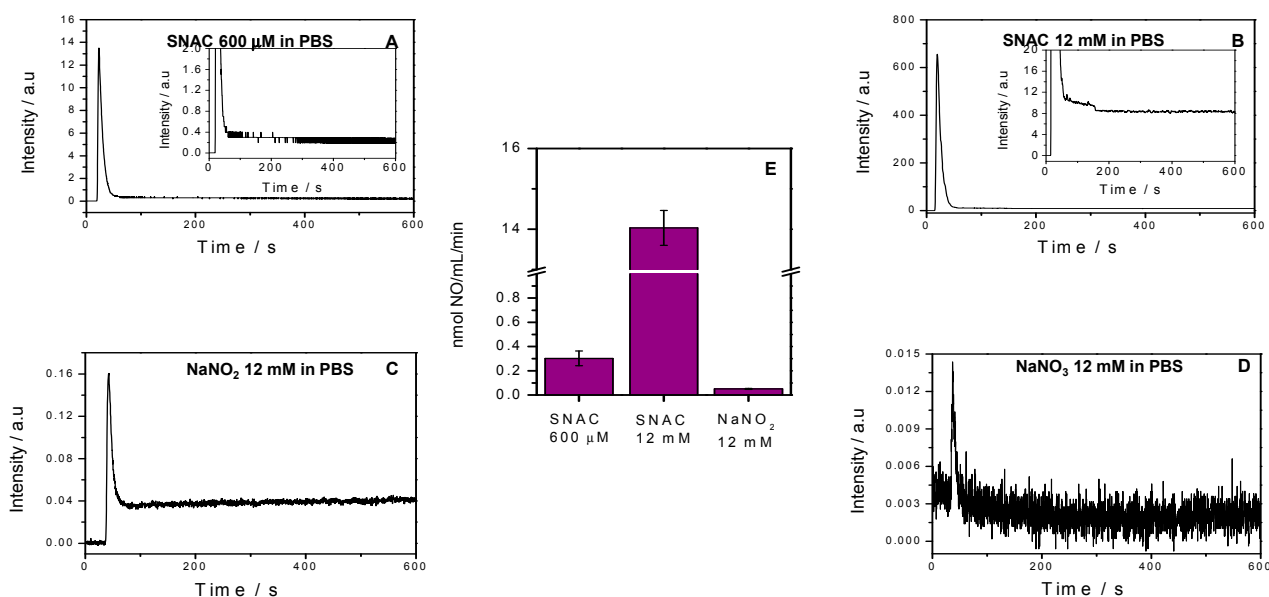 SNAC 600 μM in PBS
A
Intensity / a.u
16
14
12
10
8
6
4
2
0
0
200
400
600
Time / s
Intensity / a.u
2.0
1.6
1.2
0.8
0.4
0.0
0
200
400
600
Time / s
SNAC 12 mM in PBS
B
Intensity / a.u
800
600
400
200
0
0
200
400
600
Time / s
Intensity / a.u
20
16
12
8
4
0
0
200
400
600
Time / s
E
nmol NO/mL/min
16
14
0.8
0.6
0.4
0.2
0.0
SNAC
600 μM
SNAC
12 mM
NaNO₂
12 mM
NaNO₂ 12 mM in PBS
C
Intensity / a.u
0.16
0.12
0.08
0.04
0.00
0
200
400
600
Time / s
NaNO₃ 12 mM in PBS
D
Intensity / a.u
0.015
0.012
0.009
0.006
0.003
0.000
0
200
400
600
Time / s